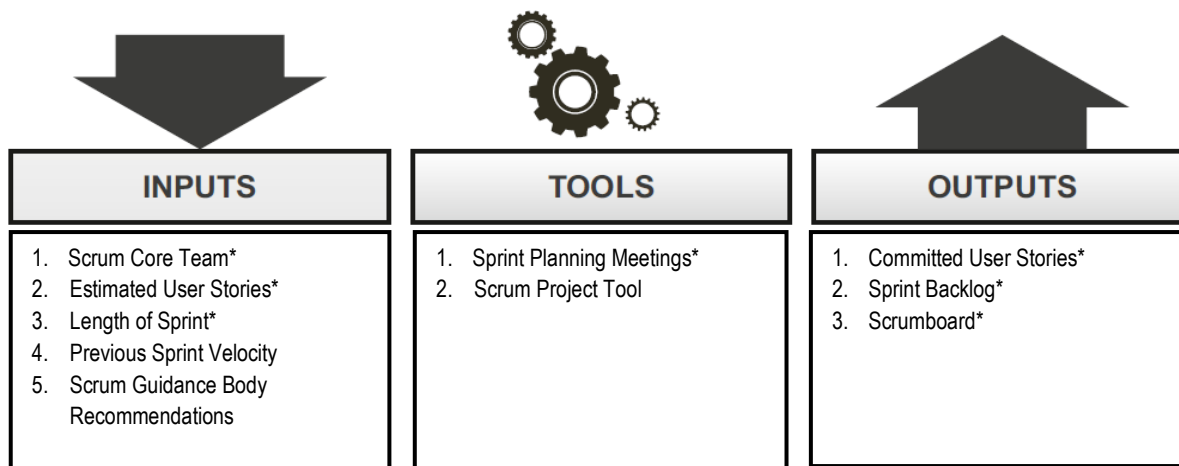 INPUTS
1. Scrum Core Team*
2. Estimated User Stories*
3. Length of Sprint*
4. Previous Sprint Velocity
5. Scrum Guidance Body
Recommendations
TOOLS
1. Sprint Planning Meetings*
2. Scrum Project Tool
OUTPUTS
1. Committed User Stories*
2. Sprint Backlog*
3. Scrumboard*